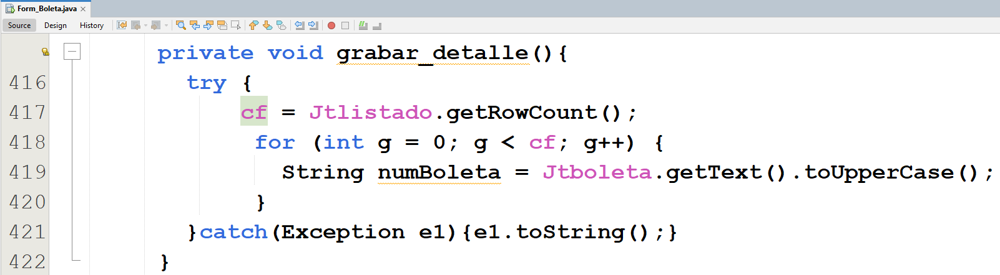 Form_Boleta.java
Source Design History
private void grabar_detalle(){
416 try {
417 cf = Jtlistado.getRowCount();
418 for (int g = 0; g < cf; g++) {
419 String numBoleta = Jtboleta.getText().toUpperCase();
420 }
421 }catch(Exception e1){e1.toString();}
422 }